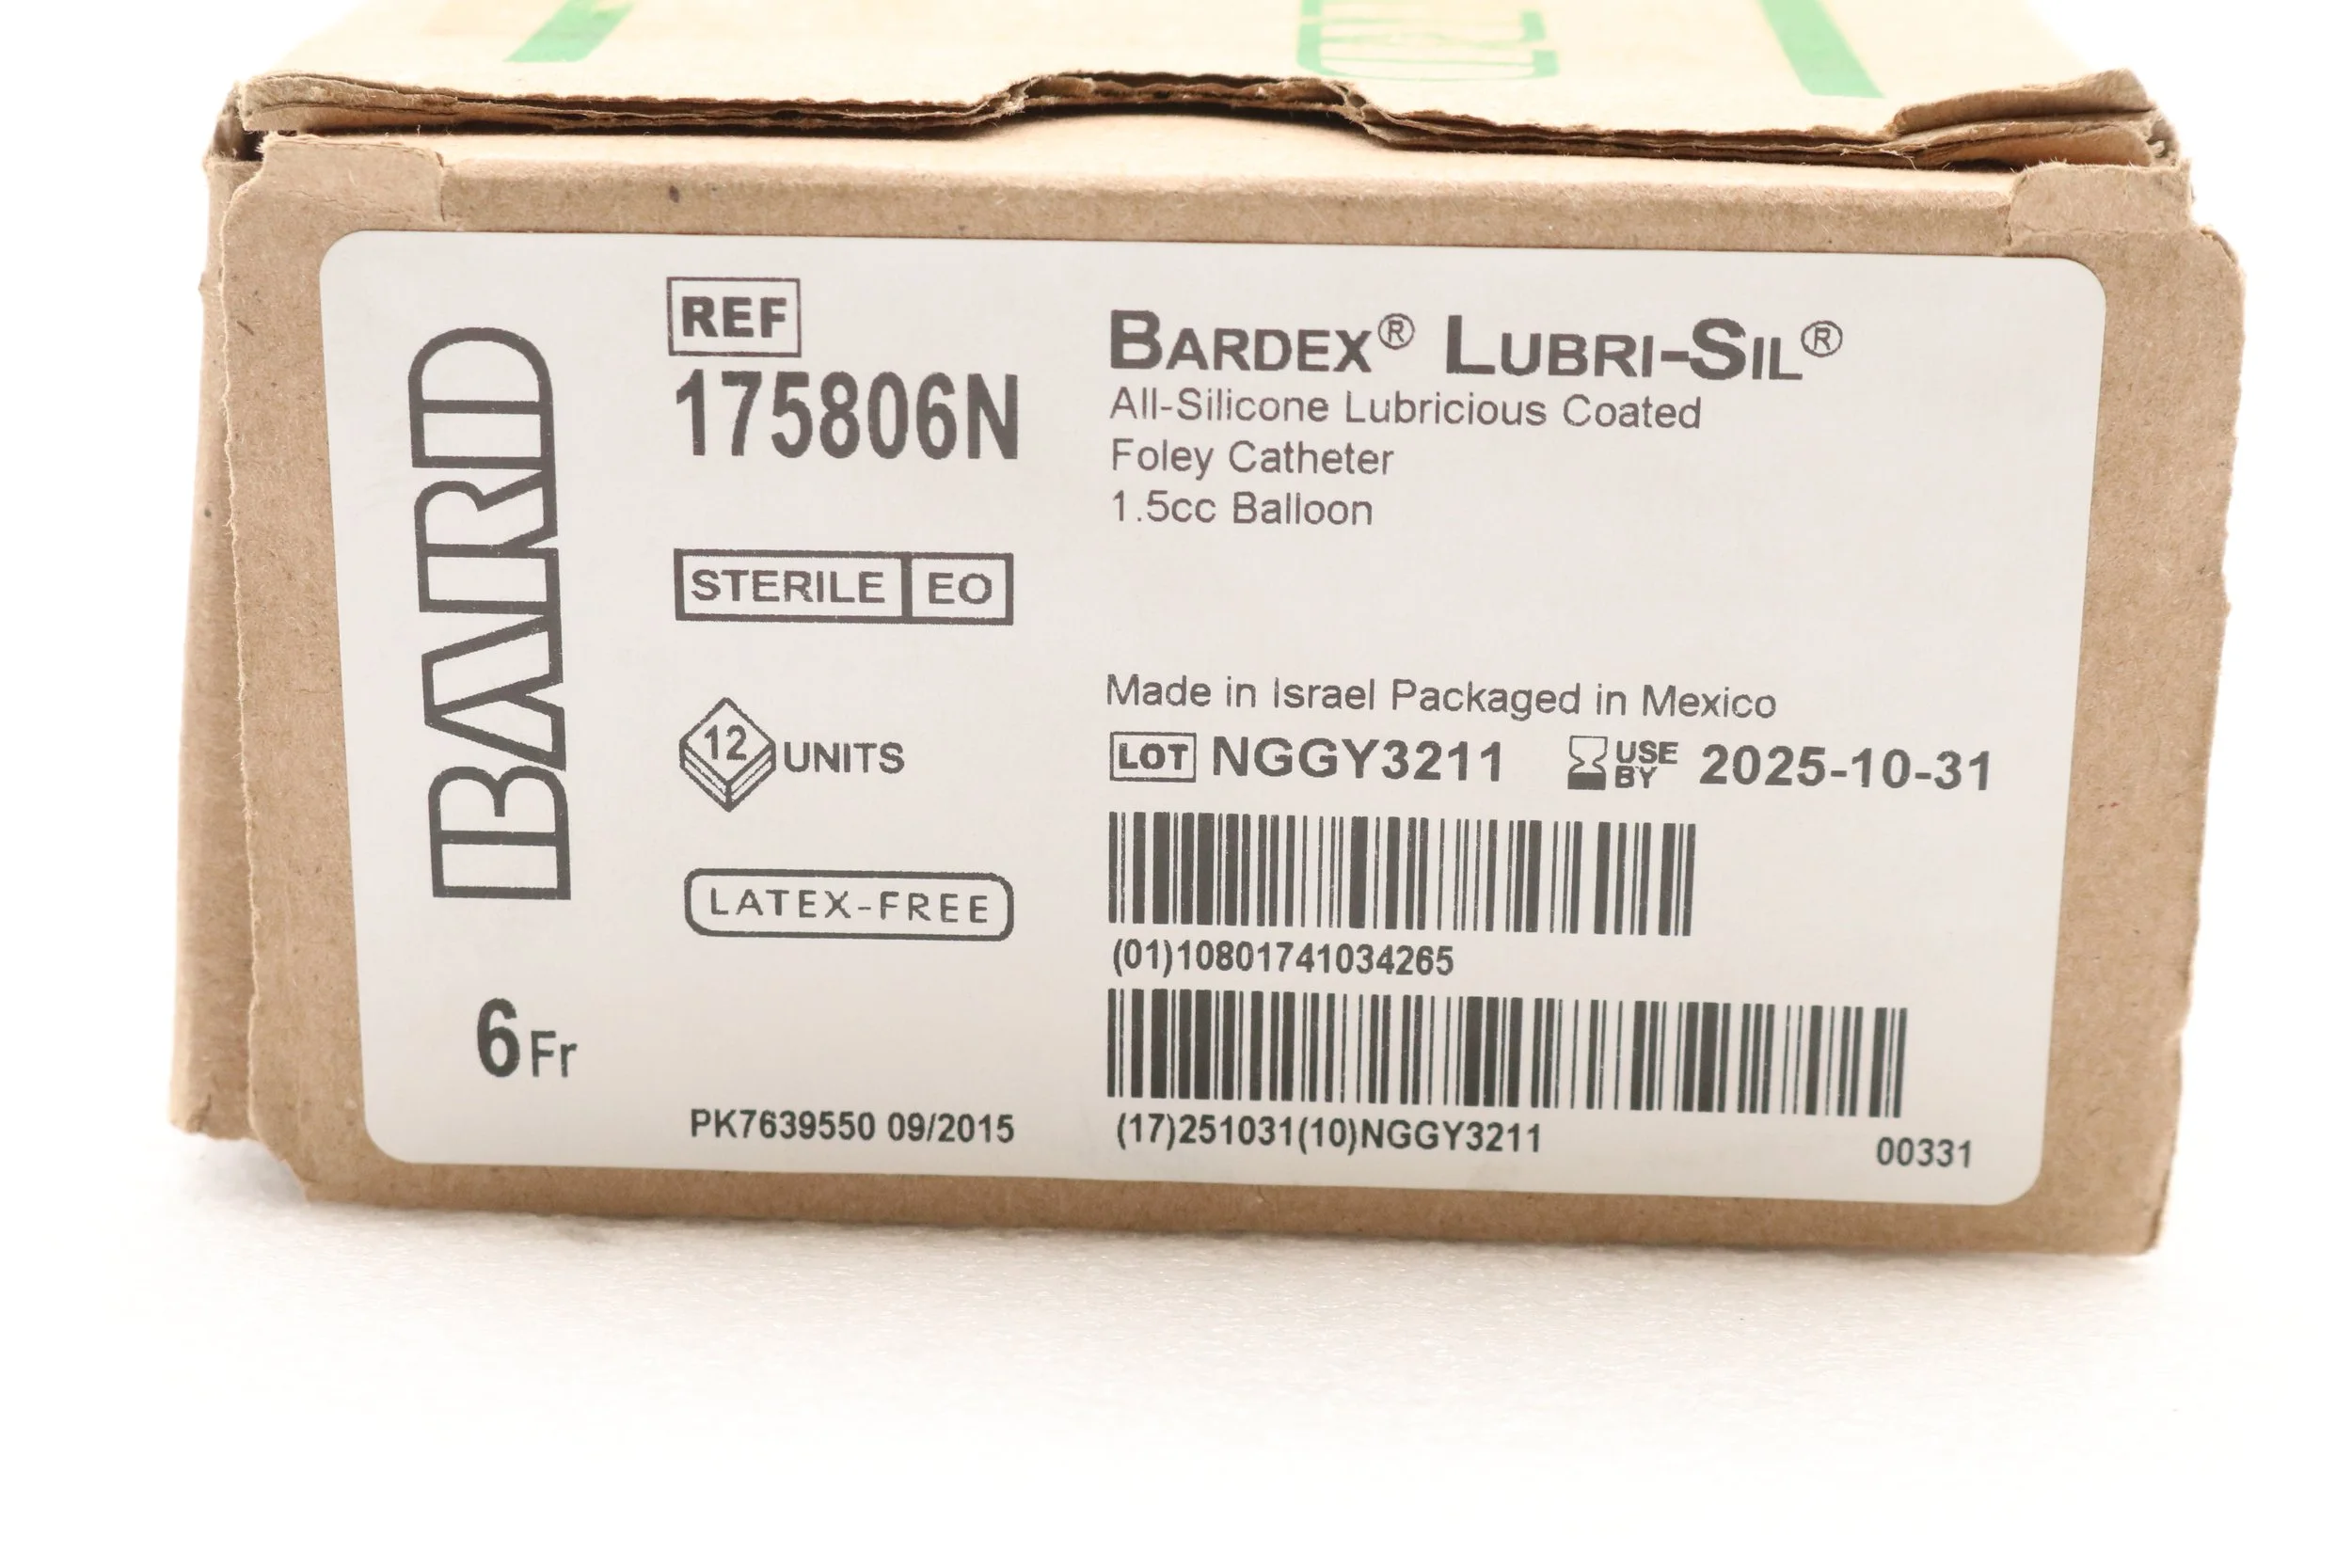 BARD
6 Fr
REF
175806N
STERILE EO
12 UNITS
LATEX-FREE
PK7639550 09/2015
BARDEX® LUBRI-SIL®
All-Silicone Lubricious Coated
Foley Catheter
1.5cc Balloon
Made in Israel Packaged in Mexico
LOT NGGY3211 USE BY 2025-10-31
(01)10801741034265
(17)251031(10)NGGY3211
00331